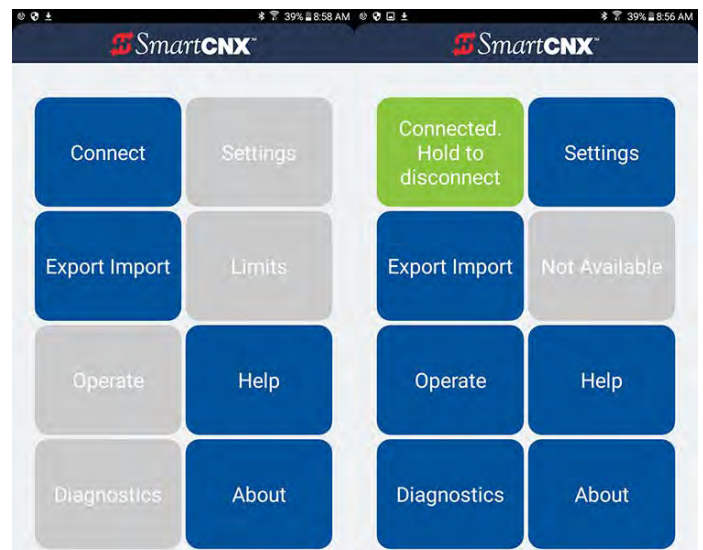 39% 8:58 AM
SmartCNX™
Connect
Settings
Export Import
Limits
Operate
Help
Diagnostics
About
39% 8:56 AM
SmartCNX™
Connected.
Hold to
disconnect
Settings
Export Import
Not Available
Operate
Help
Diagnostics
About